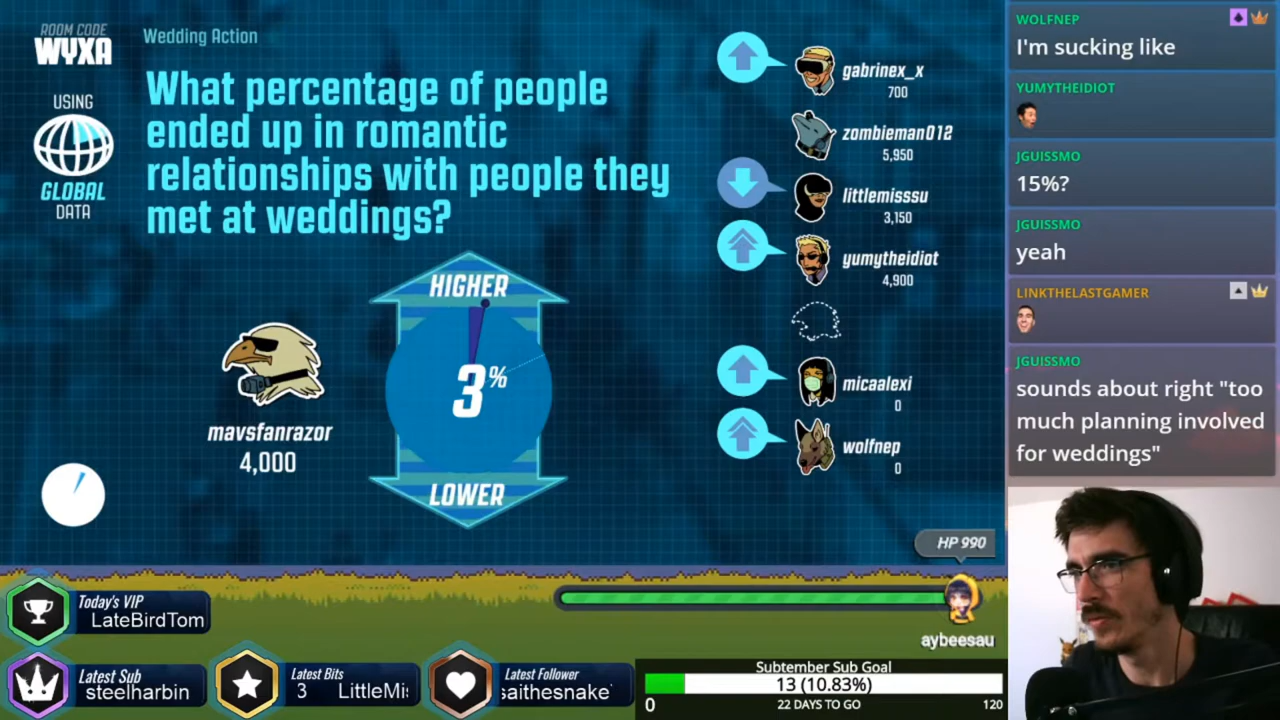 ROOM CODE
WYXA
USING
GLOBAL
DATA
Wedding Action
What percentage of people
ended up in romantic
relationships with people they
met at weddings?
HIGHER
3%
LOWER
mavsfanrazor
4,000
gabrinex_x
700
zombieman012
5,950
littlemisssu
3,150
yumytheidiot
4,900
micaalexi
0
wolfnep
0
HP 990
aybeesau
Today's VIP
LateBirdTom
Latest Sub
steelharbin
Latest Bits
3 LittleMi
Latest Follower
saithesnake
Subtember Sub Goal
13 (10.83%)
0
22 DAYS TO GO
120
WOLFNEP
I'm sucking like
YUMYTHEIDIOT
JGUISSMO
15%?
JGUISSMO
yeah
LINKTHELASTGAMER
JGUISSMO
sounds about right "too
much planning involved
for weddings"